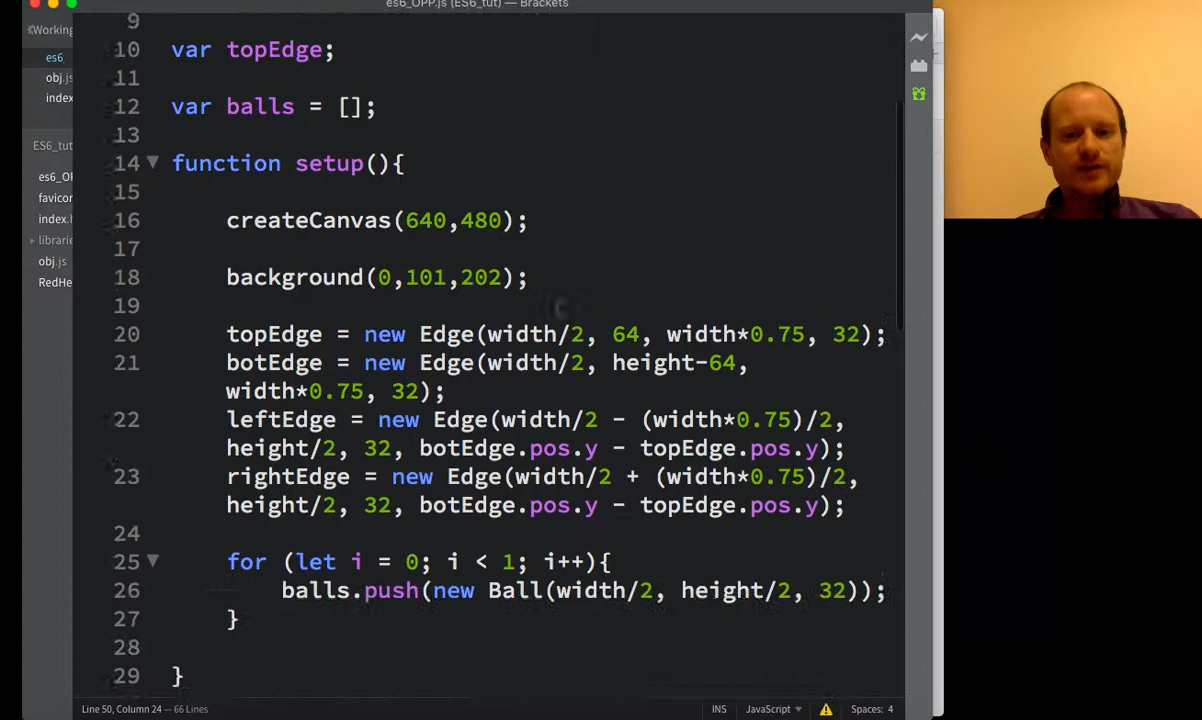 es6_OPP.js (ES6_tut) — Brackets
Working
es6
obj.js
index
ES6_tut
es6_OP
favicor
index.h
librarie
obj.js
RedHe
9
10 var topEdge;
11
12 var balls = [];
13
14 function setup(){
15
16 createCanvas(640,480);
17
18 background(0,101,202);
19
20 topEdge = new Edge(width/2, 64, width*0.75, 32);
21 botEdge = new Edge(width/2, height-64,
width*0.75, 32);
22 leftEdge = new Edge(width/2 - (width*0.75)/2,
height/2, 32, botEdge.pos.y - topEdge.pos.y);
23 rightEdge = new Edge(width/2 + (width*0.75)/2,
height/2, 32, botEdge.pos.y - topEdge.pos.y);
24
25 for (let i = 0; i < 1; i++){
26 balls.push(new Ball(width/2, height/2, 32));
27 }
28
29 }
Line 50, Column 24 — 66 Lines
INS JavaScript Spaces: 4